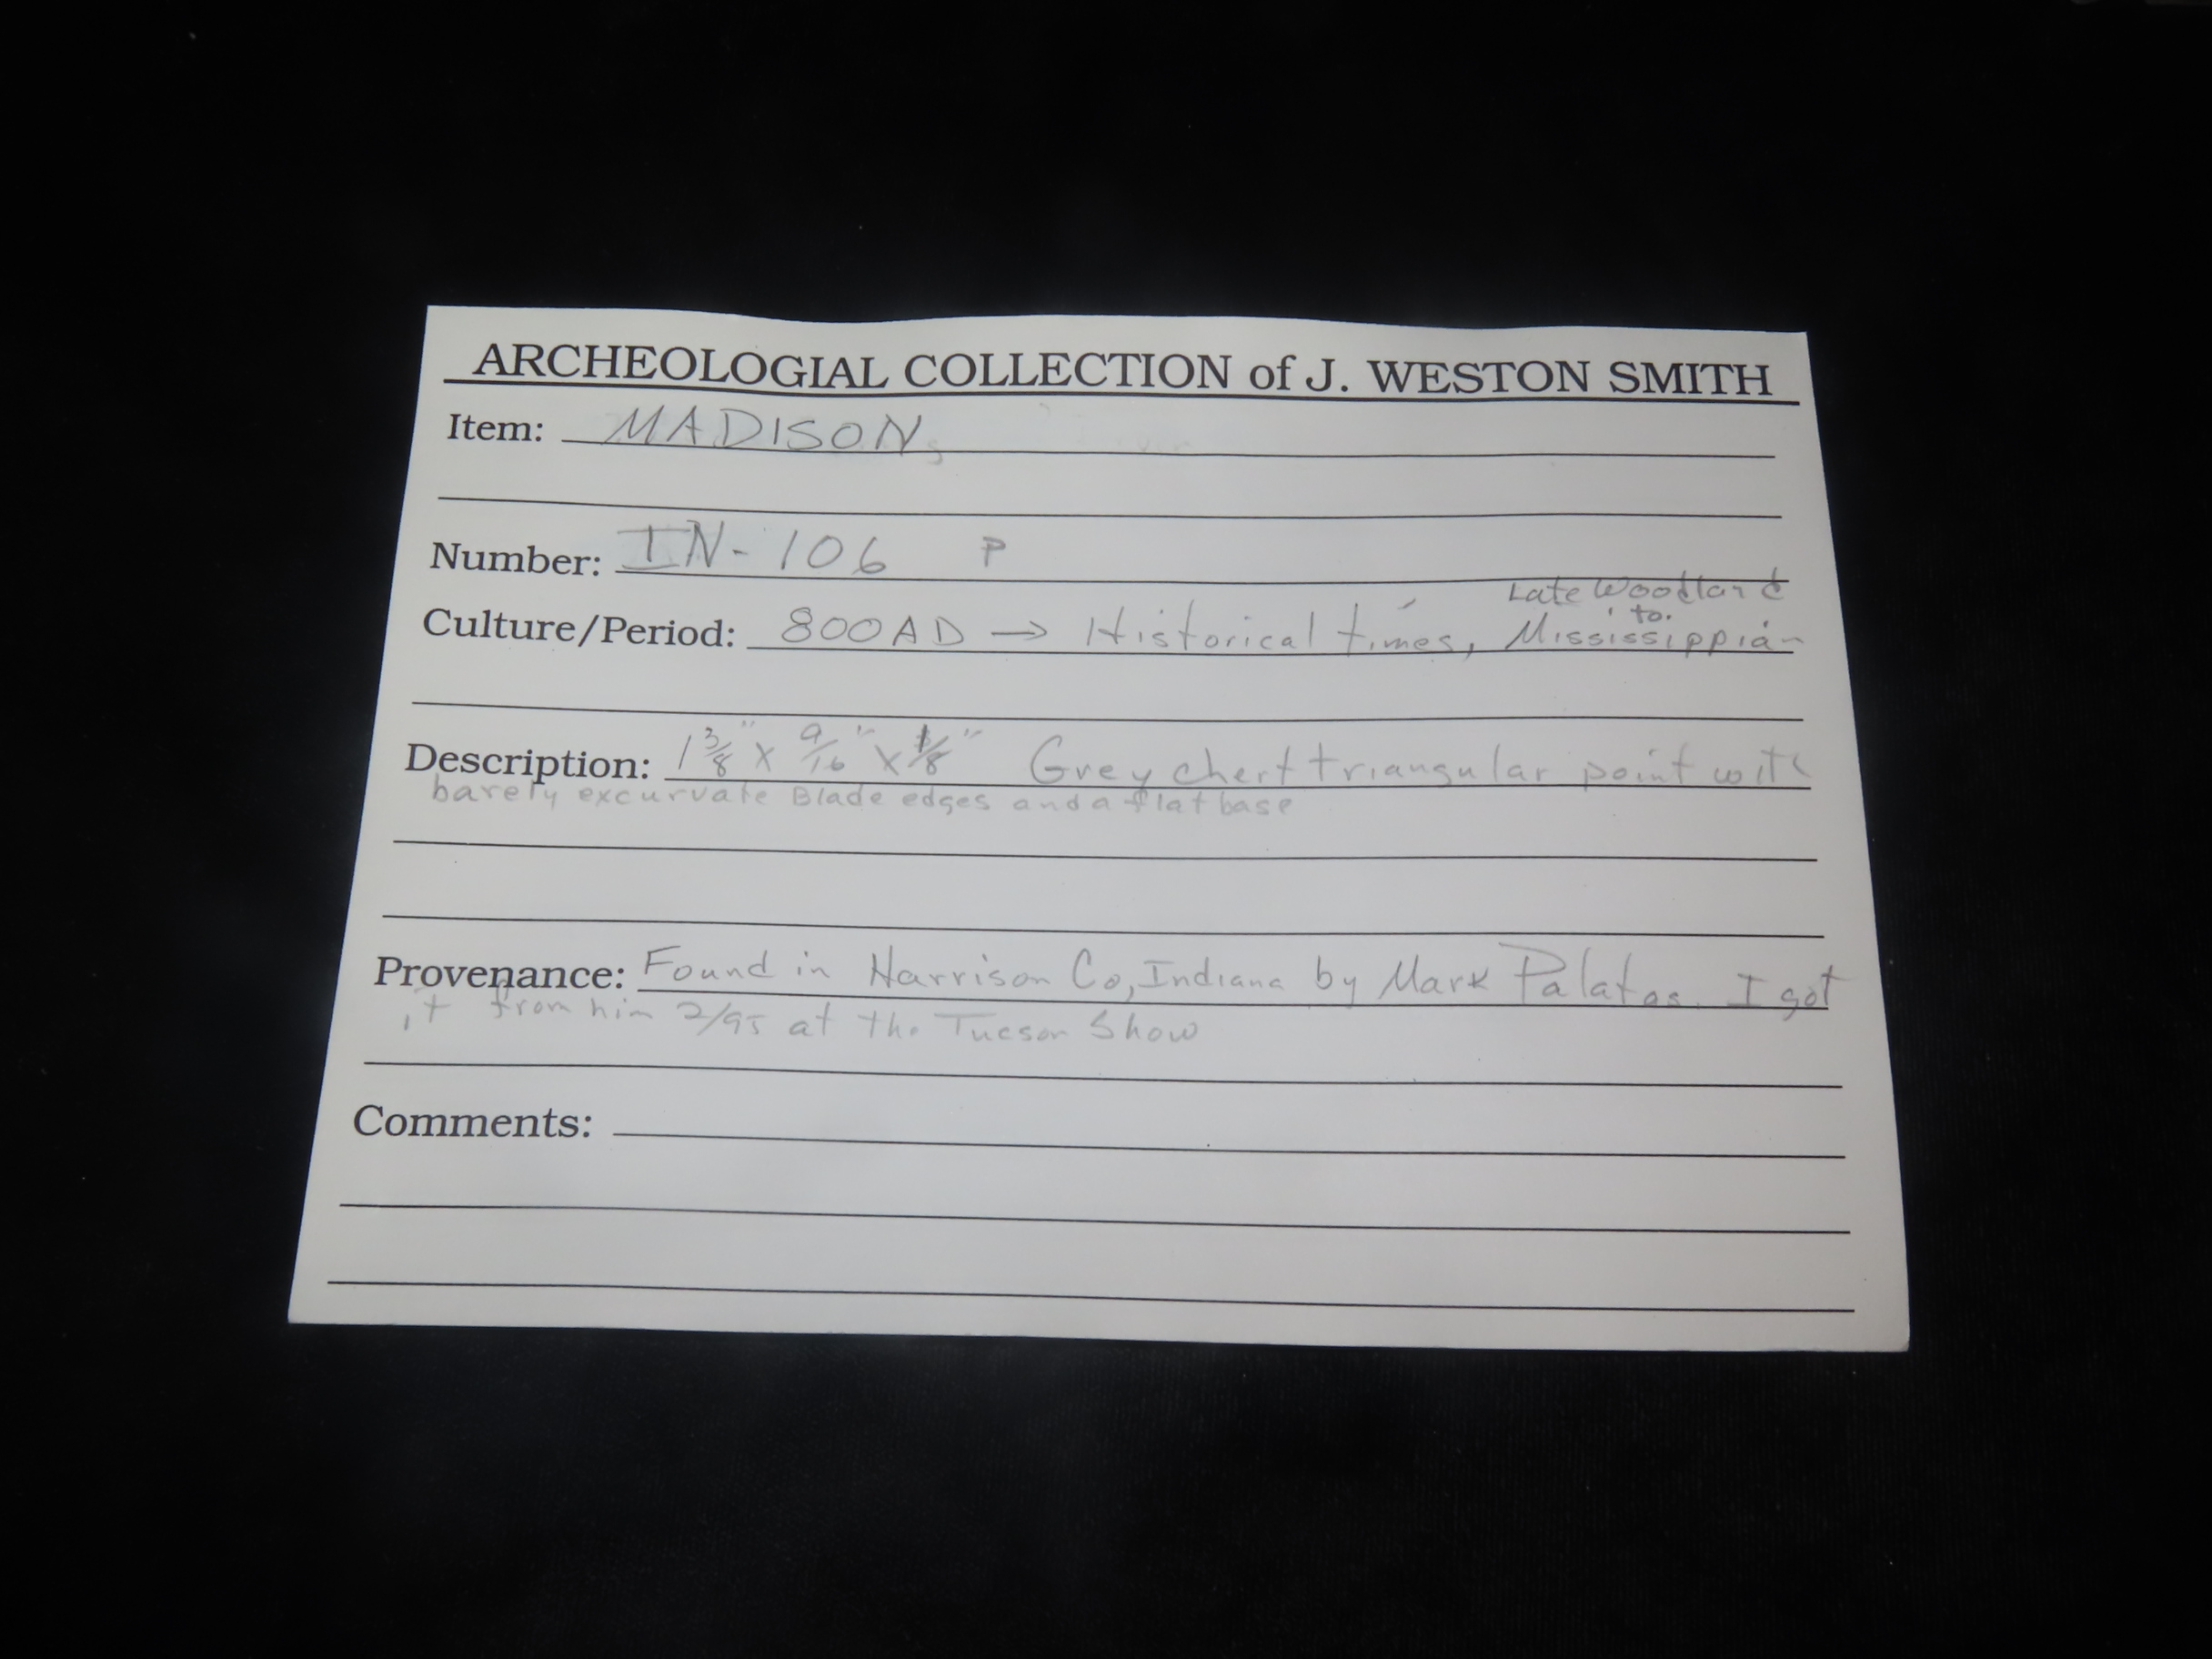 ARCHEOLOGIAL COLLECTION of J. WESTON SMITH
Item: MADISON
Number: IN-106 P
Late Woodland
to
Culture/Period: 800AD → Historical times, Mississippian
Description: 1 3/8" x 9/16" x 1/8" Grey chert triangular point with
barely excurvate Blade edges and a flat base
Provenance: Found in Harrison Co, Indiana by Mark Palatas. I got
it from him 2/95 at the Tucson Show
Comments: